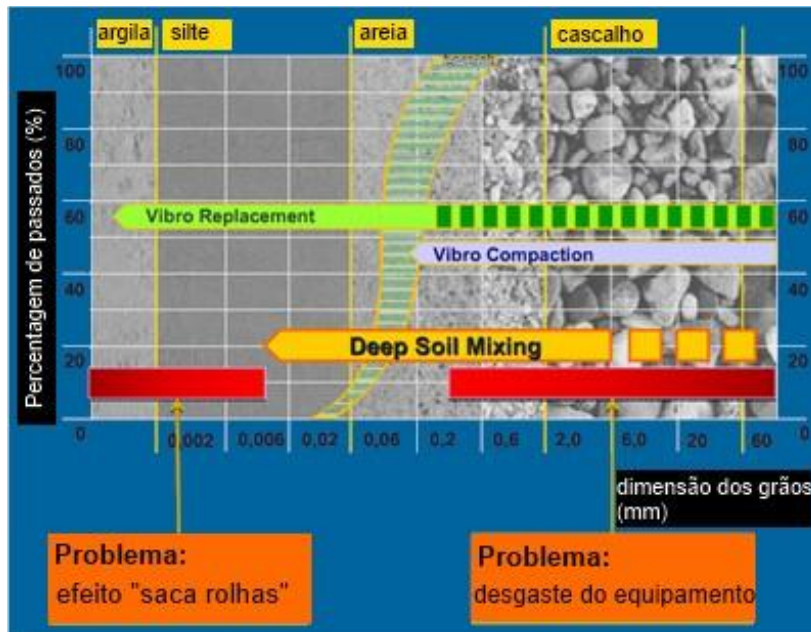 argila silte areia cascalho
100 100
80 80
60 Vibro Replacement 60
Vibro Compaction
40 40
Deep Soil Mixing
20 20
0 0
0,002 0,006 0,02 0,06 0,2 0,6 2,0 6,0 20 60
Percentagem de passados (%)
dimensão dos grãos
(mm)
Problema:
efeito "saca rolhas"
Problema:
desgaste do equipamento